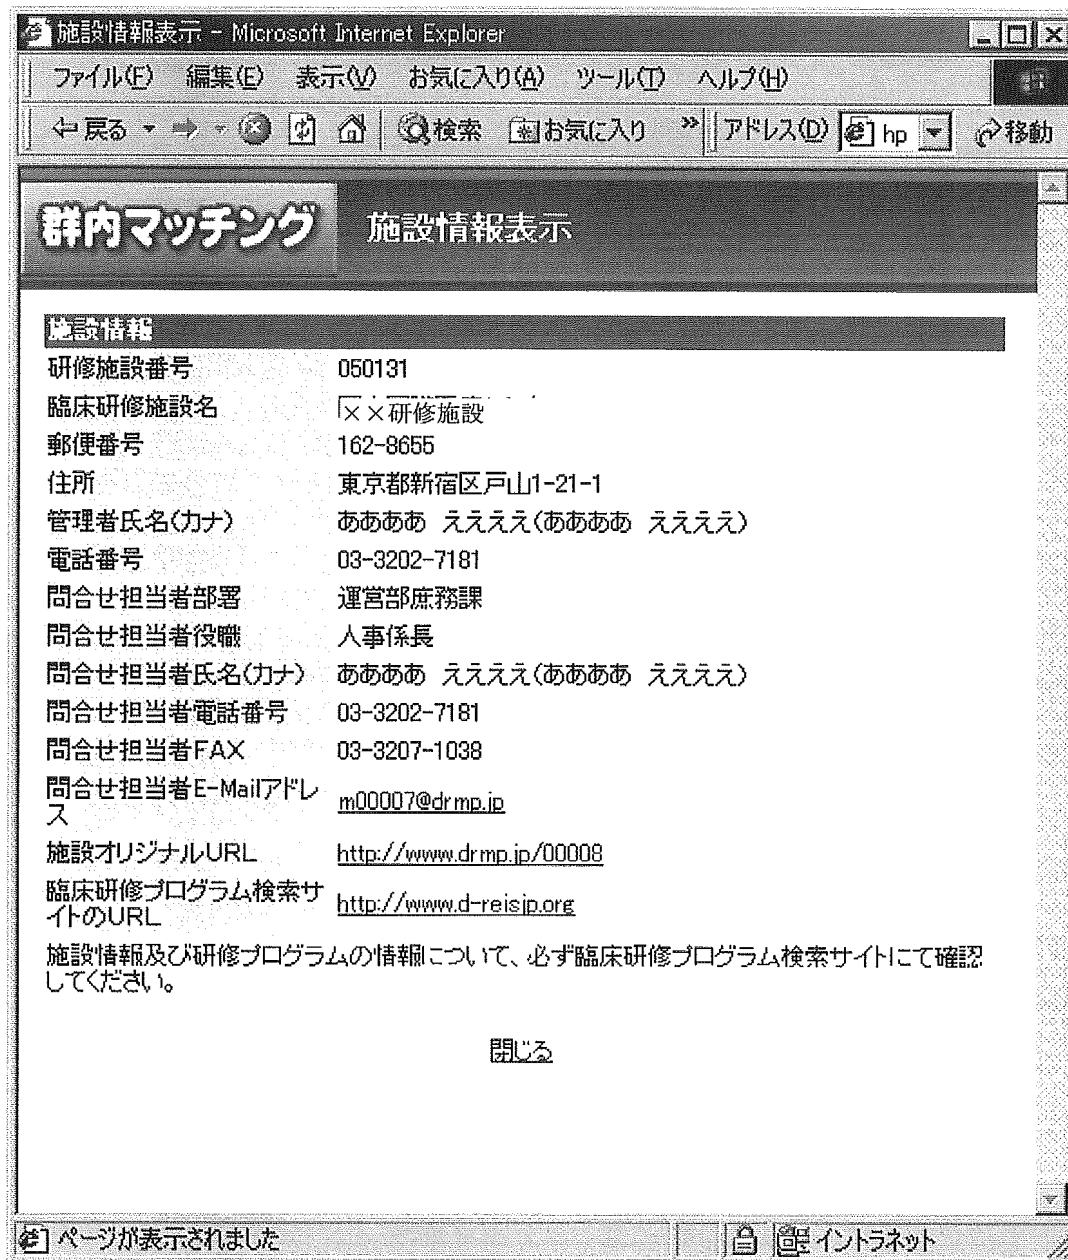 施設情報表示 - Microsoft Internet Explorer
ファイル(F) 編集(E) 表示(V) お気に入り(A) ツール(T) ヘルプ(H)
戻る 検索 お気に入り » アドレス(D) hp 移動
群内マッチング 施設情報表示
施設情報
研修施設番号 050131
臨床研修施設名 ××研修施設
郵便番号 162-8655
住所 東京都新宿区戸山1-21-1
管理者氏名(カナ) ああああ ええええ(ああああ ええええ)
電話番号 03-3202-7181
問合せ担当者部署 運営部庶務課
問合せ担当者役職 人事係長
問合せ担当者氏名(カナ) ああああ ええええ(ああああ ええええ)
問合せ担当者電話番号 03-3202-7181
問合せ担当者FAX 03-3207-1038
問合せ担当者E-Mailアドレ
ス m00007@drmp.jp
施設オリジナルURL http://www.drmp.jp/00008
臨床研修プログラム検索サ
イトのURL http://www.d-reisjp.org
施設情報及び研修プログラムの情報について、必ず臨床研修プログラム検索サイトにて確認
してください。
閉じる
ページが表示されました イントラネット